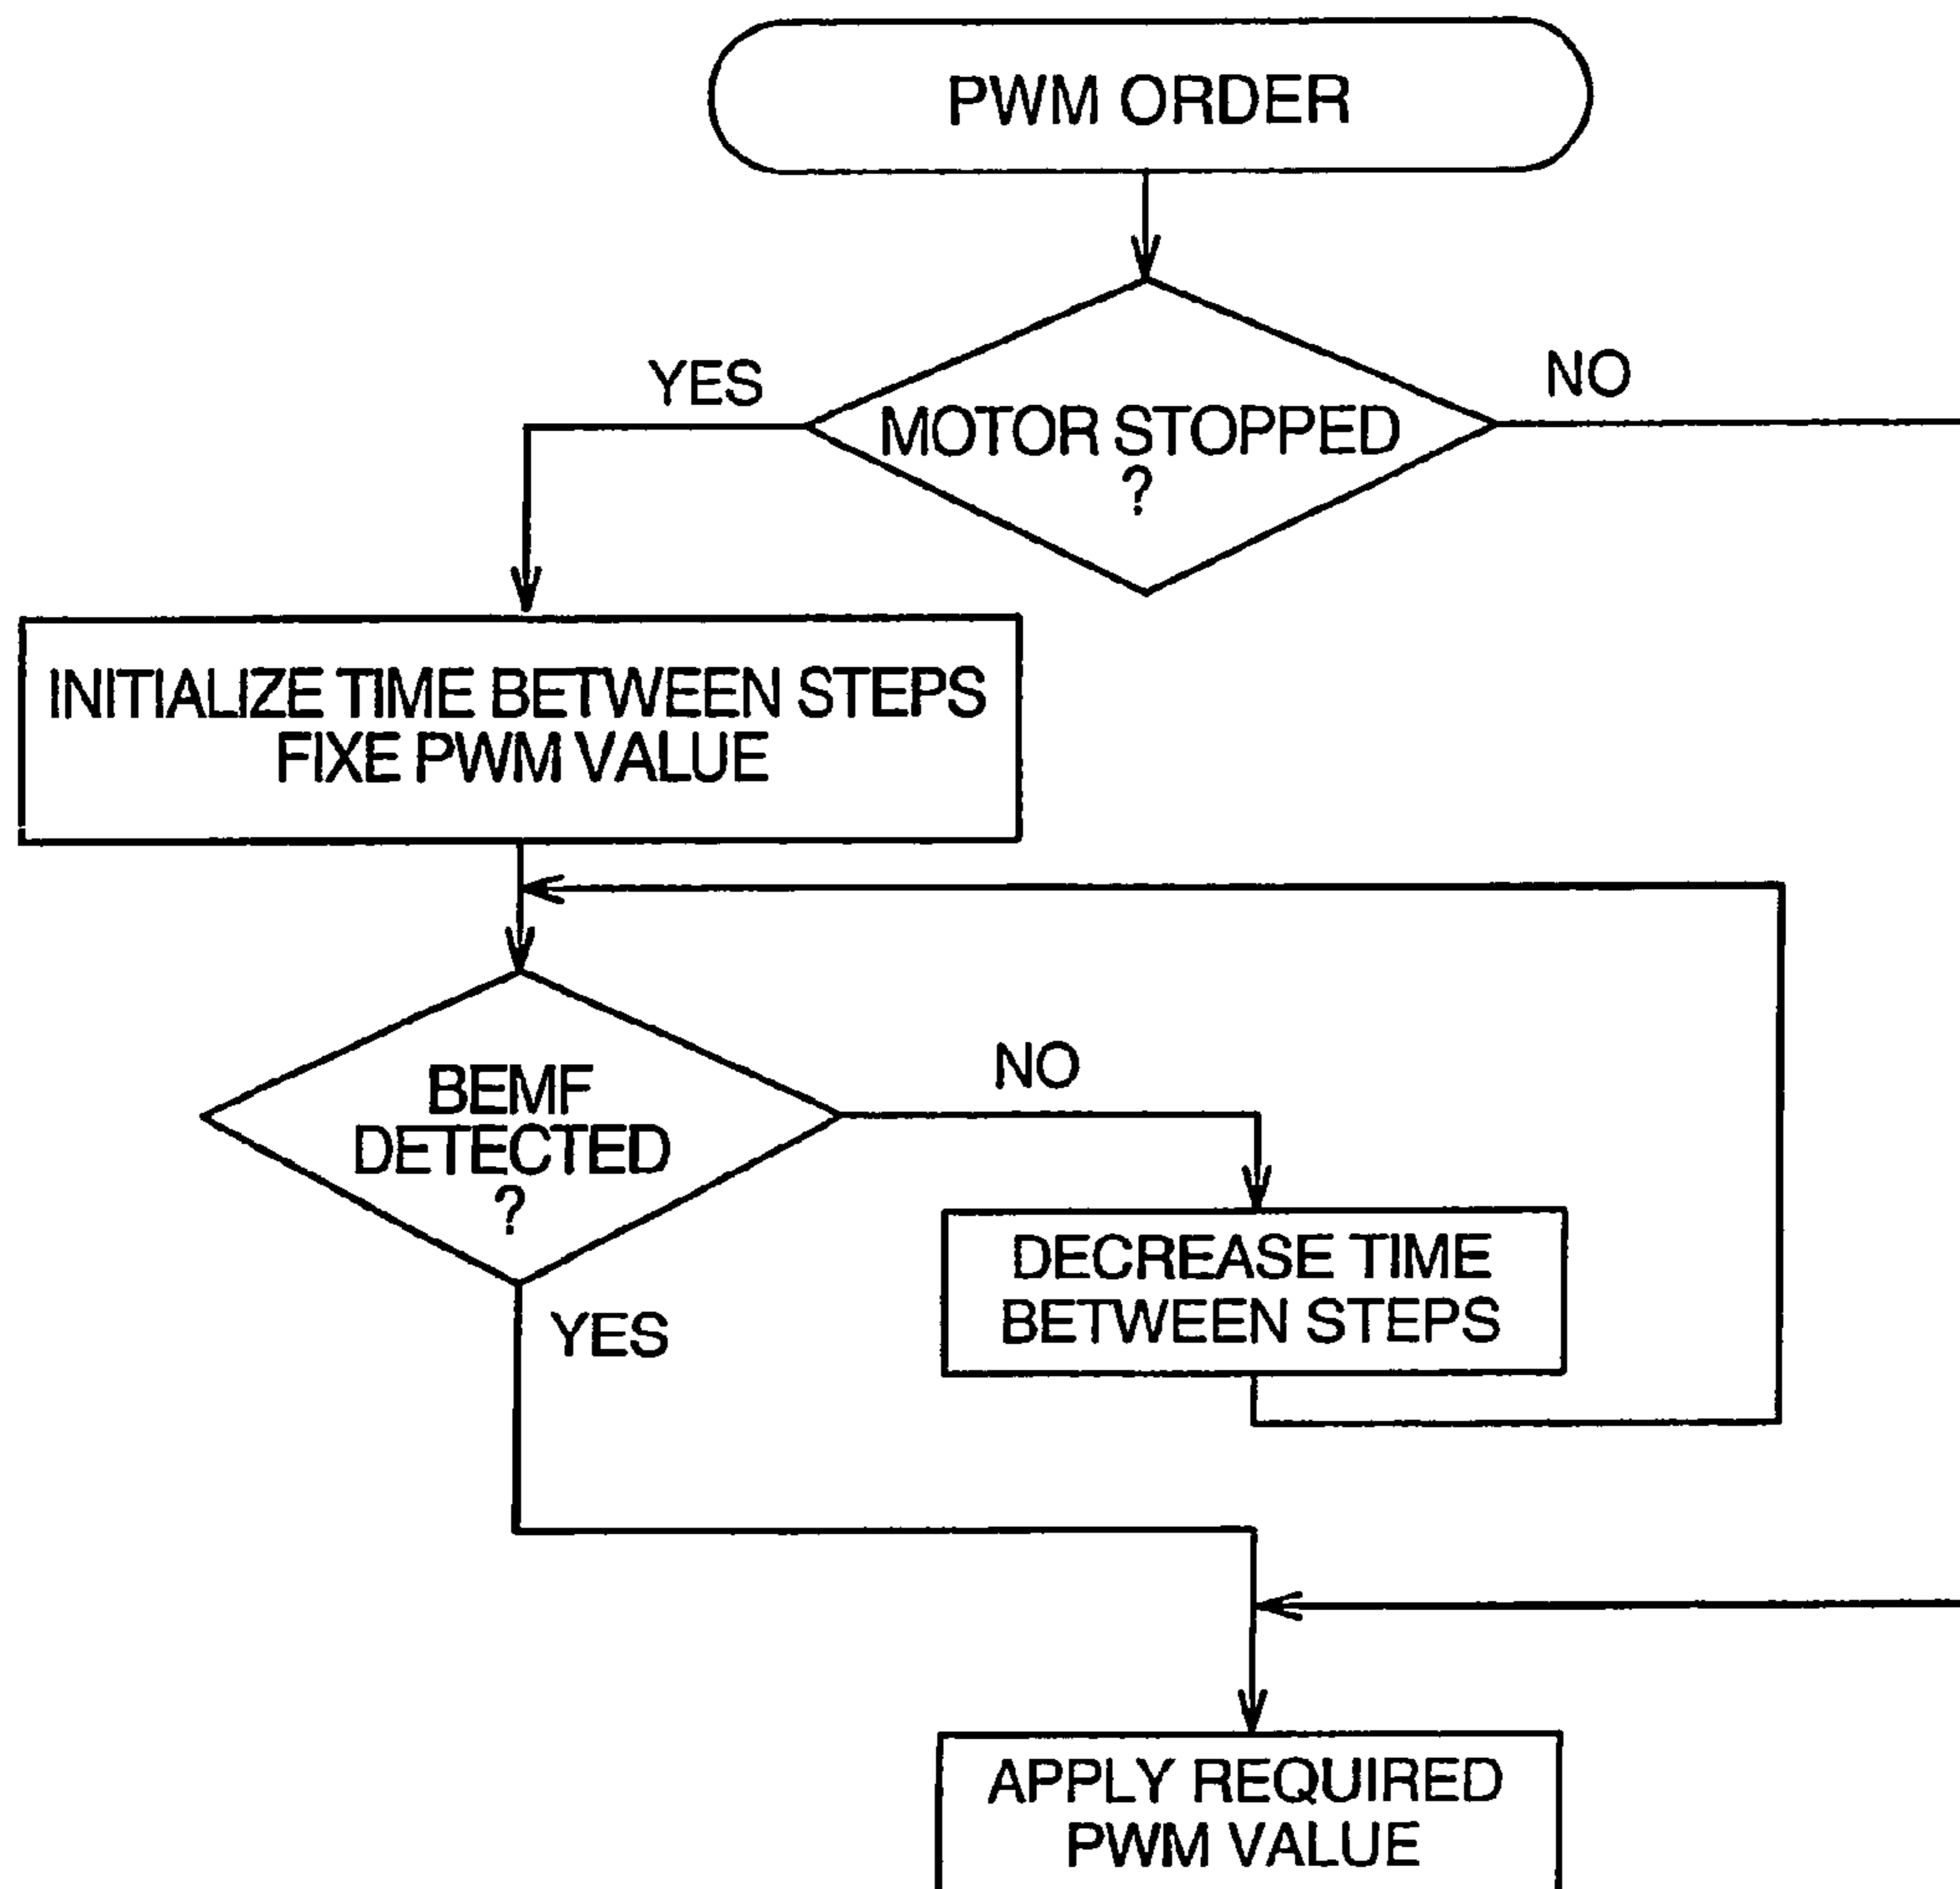 PWM ORDER
YES
NO
MOTOR STOPPED
?
INITIALIZE TIME BETWEEN STEPS
FIXE PWM VALUE
BEMF
DETECTED
?
NO
DECREASE TIME
BETWEEN STEPS
YES
APPLY REQUIRED
PWM VALUE